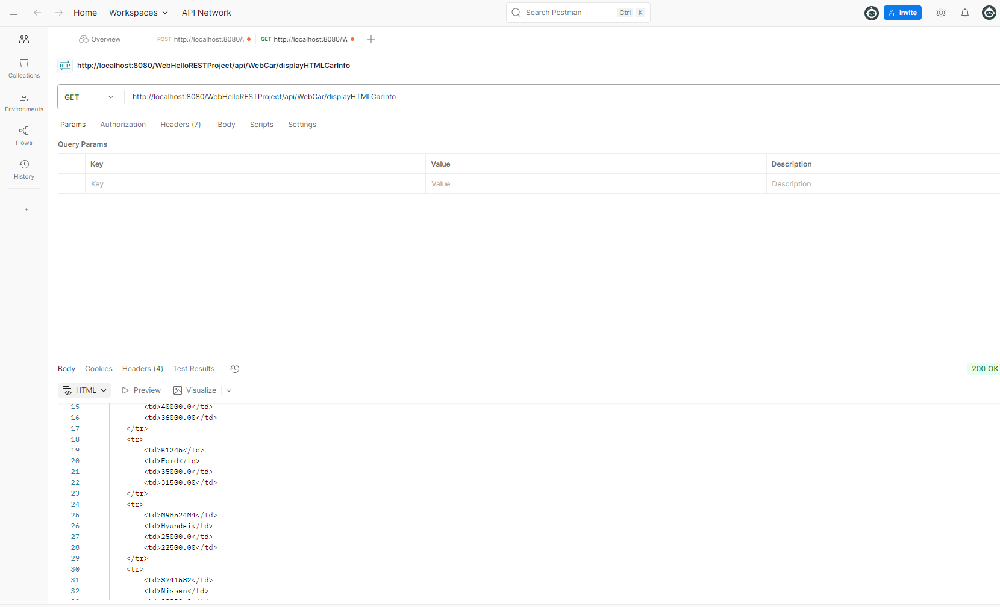 Home Workspaces API Network Search Postman Ctrl K Invite
Overview POST http://localhost:8080/\ GET http://localhost:8080/W
HTTP http://localhost:8080/WebHelloRESTProject/api/WebCar/displayHTMLCarInfo
Collections
GET http://localhost:8080/WebHelloRESTProject/api/WebCar/displayHTMLCarInfo
Environments
Params Authorization Headers (7) Body Scripts Settings
Flows
Query Params
Key Value Description
History
Key Value Description
Body Cookies Headers (4) Test Results 200 OK
HTML Preview Visualize
15 <td>40000.0</td>
16 <td>36000.00</td>
17 </tr>
18 <tr>
19 <td>K1245</td>
20 <td>Ford</td>
21 <td>35000.0</td>
22 <td>31500.00</td>
23 </tr>
24 <tr>
25 <td>M98524M4</td>
26 <td>Hyundai</td>
27 <td>25000.0</td>
28 <td>22500.00</td>
29 </tr>
30 <tr>
31 <td>S741582</td>
32 <td>Nissan</td>